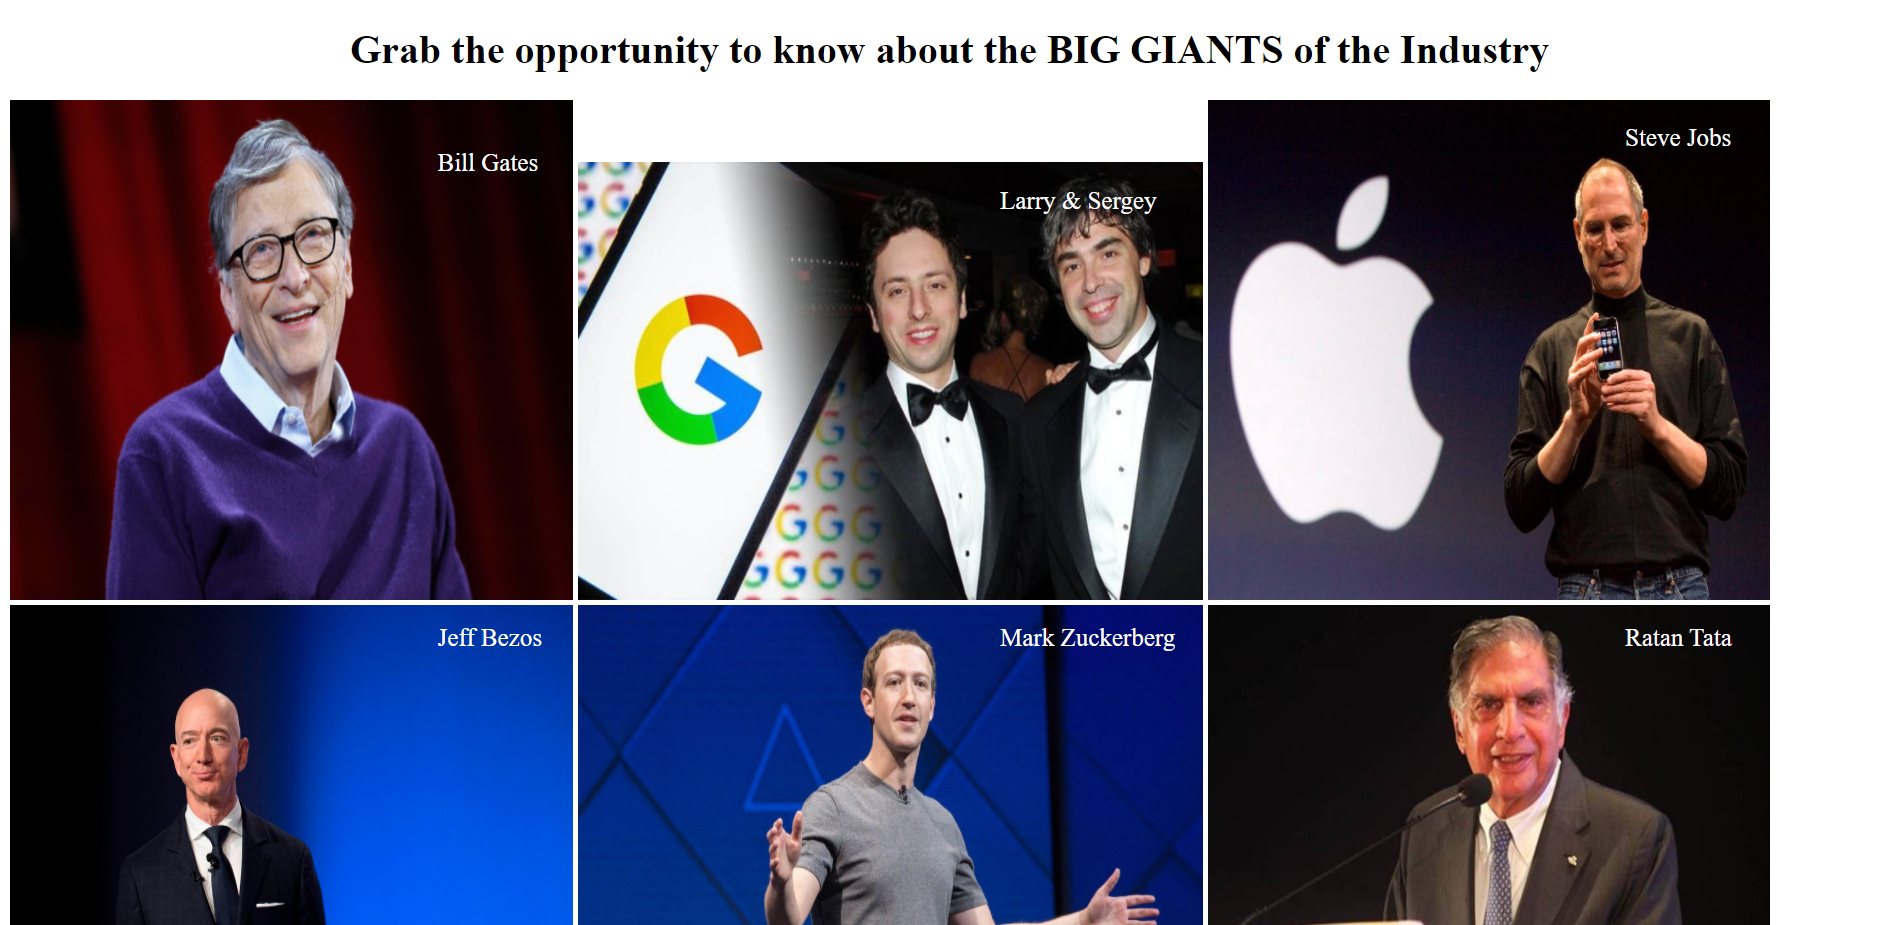 Grab the opportunity to know about the BIG GIANTS of the Industry
Bill Gates
Larry & Sergey
Steve Jobs
Jeff Bezos
Mark Zuckerberg
Ratan Tata